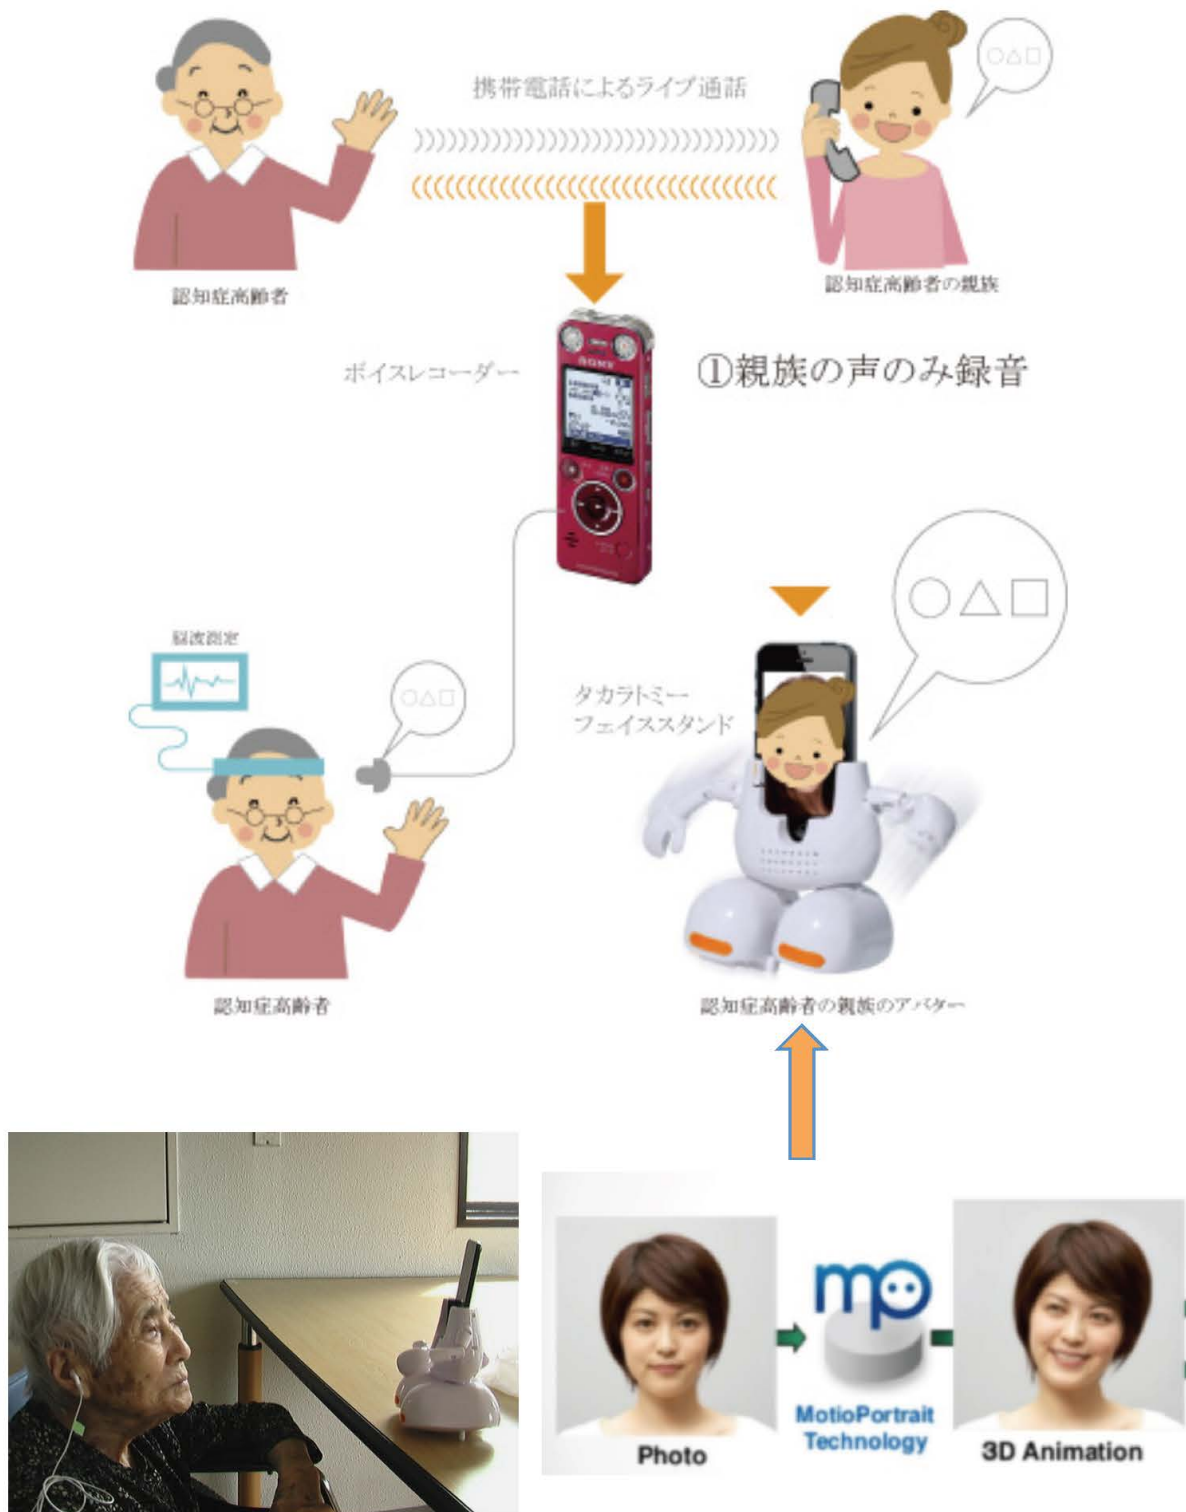 携帯電話によるライブ通話
○△□
認知症高齢者
認知症高齢者の親族
ボイスレコーダー
SONY
①親族の声のみ録音
脳波測定
○△□
○△□
タカラトミー
フェイススタンド
認知症高齢者
認知症高齢者の親族のアバター
mp
MotioPortrait
Technology
Photo
3D Animation